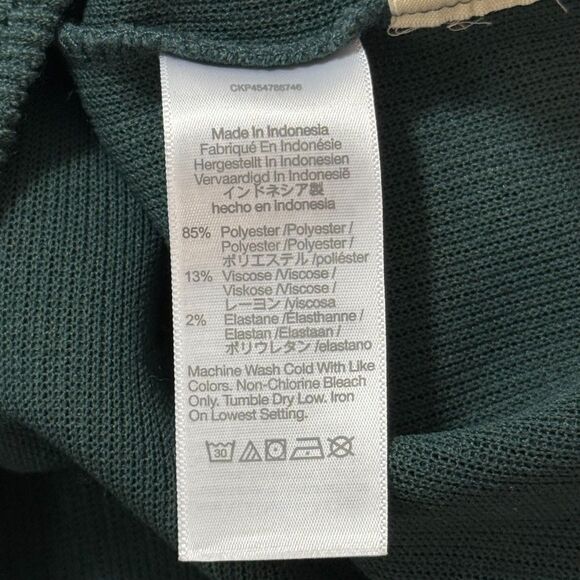 CKP454786746
Made In Indonesia
Fabriqué En Indonésie
Hergestellt In Indonesien
Vervaardigd In Indonesië
インドネシア製
hecho en Indonesia
85% Polyester /Polyester /
Polyester /Polyester /
ポリエステル /poliéster
13% Viscose /Viscose /
Viskose /Viscose /
レーヨン /viscosa
2% Elastane /Élasthanne /
Elastan /Elastaan /
ポリウレタン /elastano
Machine Wash Cold With Like
Colors. Non-Chlorine Bleach
Only. Tumble Dry Low. Iron
On Lowest Setting.
30